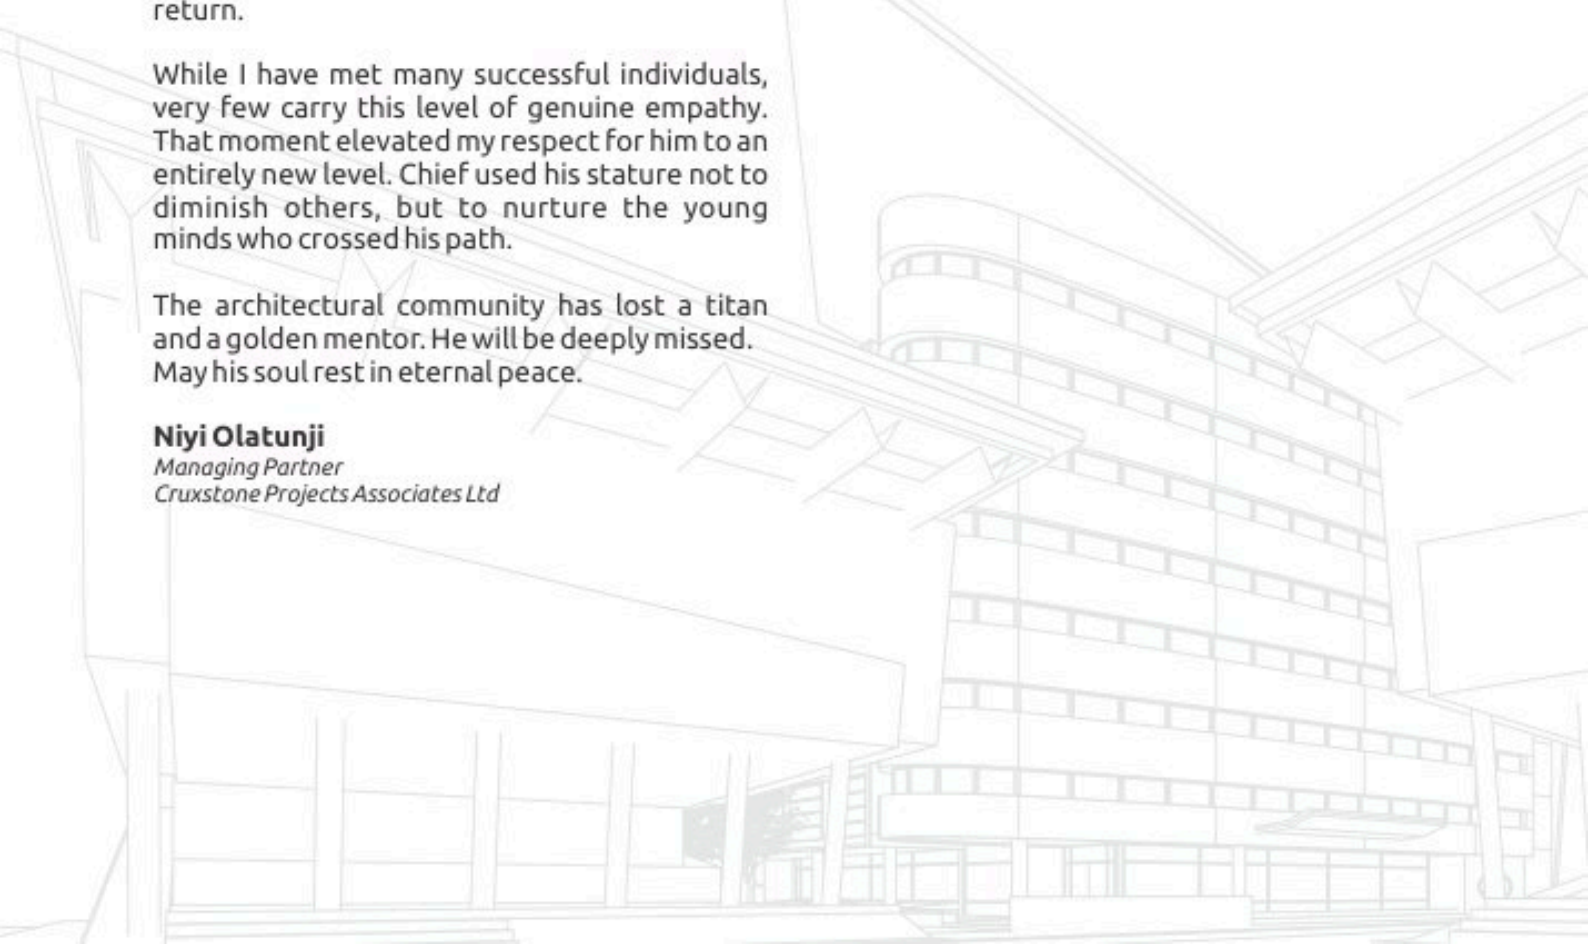 return.
While I have met many successful individuals,
very few carry this level of genuine empathy.
That moment elevated my respect for him to an
entirely new level. Chief used his stature not to
diminish others, but to nurture the young
minds who crossed his path.
The architectural community has lost a titan
and a golden mentor. He will be deeply missed.
May his soul rest in eternal peace.
Niyi Olatunji
Managing Partner
Cruxstone Projects Associates Ltd